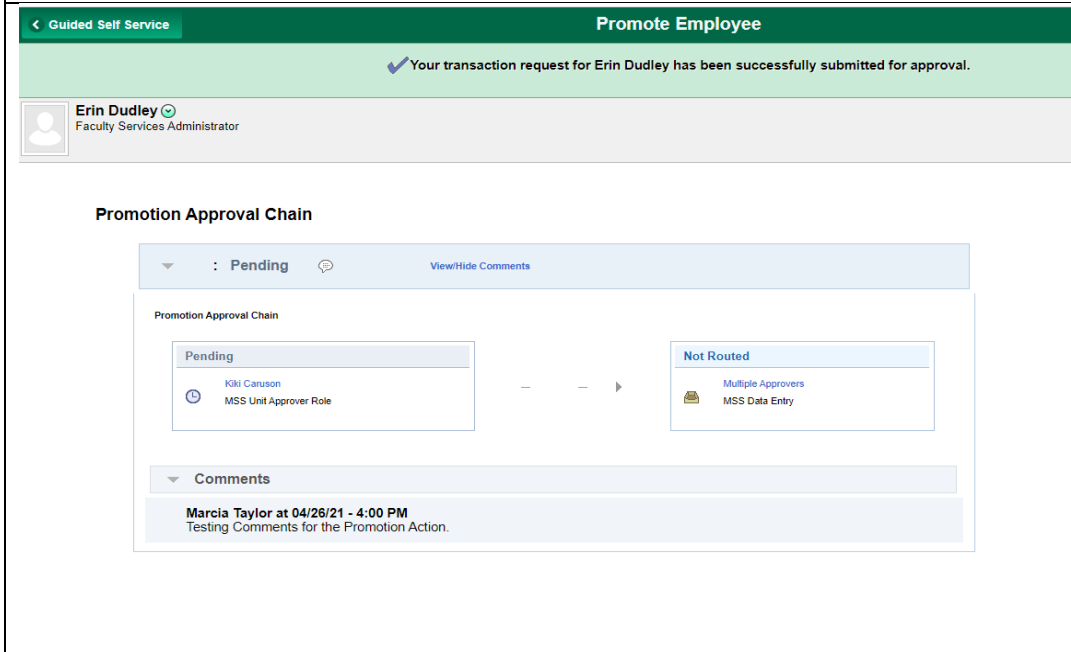 Guided Self Service
Promote Employee
Your transaction request for Erin Dudley has been successfully submitted for approval.
Erin Dudley
Faculty Services Administrator
Promotion Approval Chain
: Pending
View/Hide Comments
Promotion Approval Chain
Pending
Kiki Caruson
MSS Unit Approver Role
Not Routed
Multiple Approvers
MSS Data Entry
Comments
Marcia Taylor at 04/26/21 - 4:00 PM
Testing Comments for the Promotion Action.